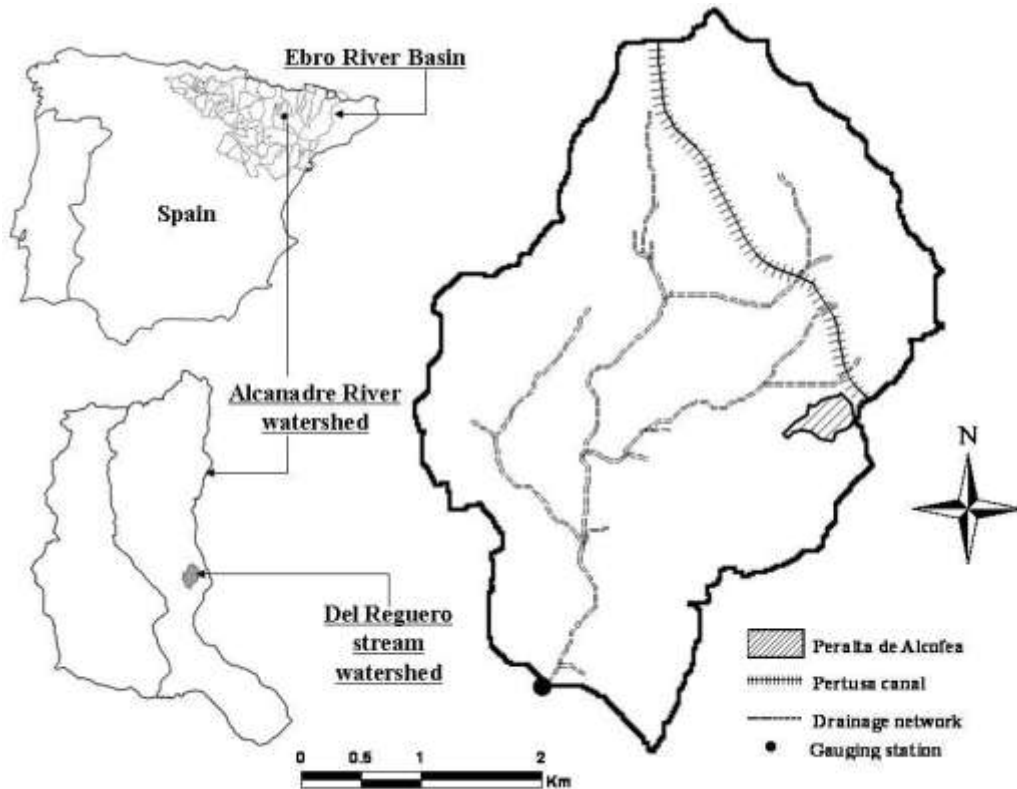 Ebro River Basin
Spain
Alcanadre River
watershed
Del Reguero
stream
watershed
N
Peralta de Alcofea
Pertusa canal
Drainage network
Gauging station
0 0.5 1 2
Km